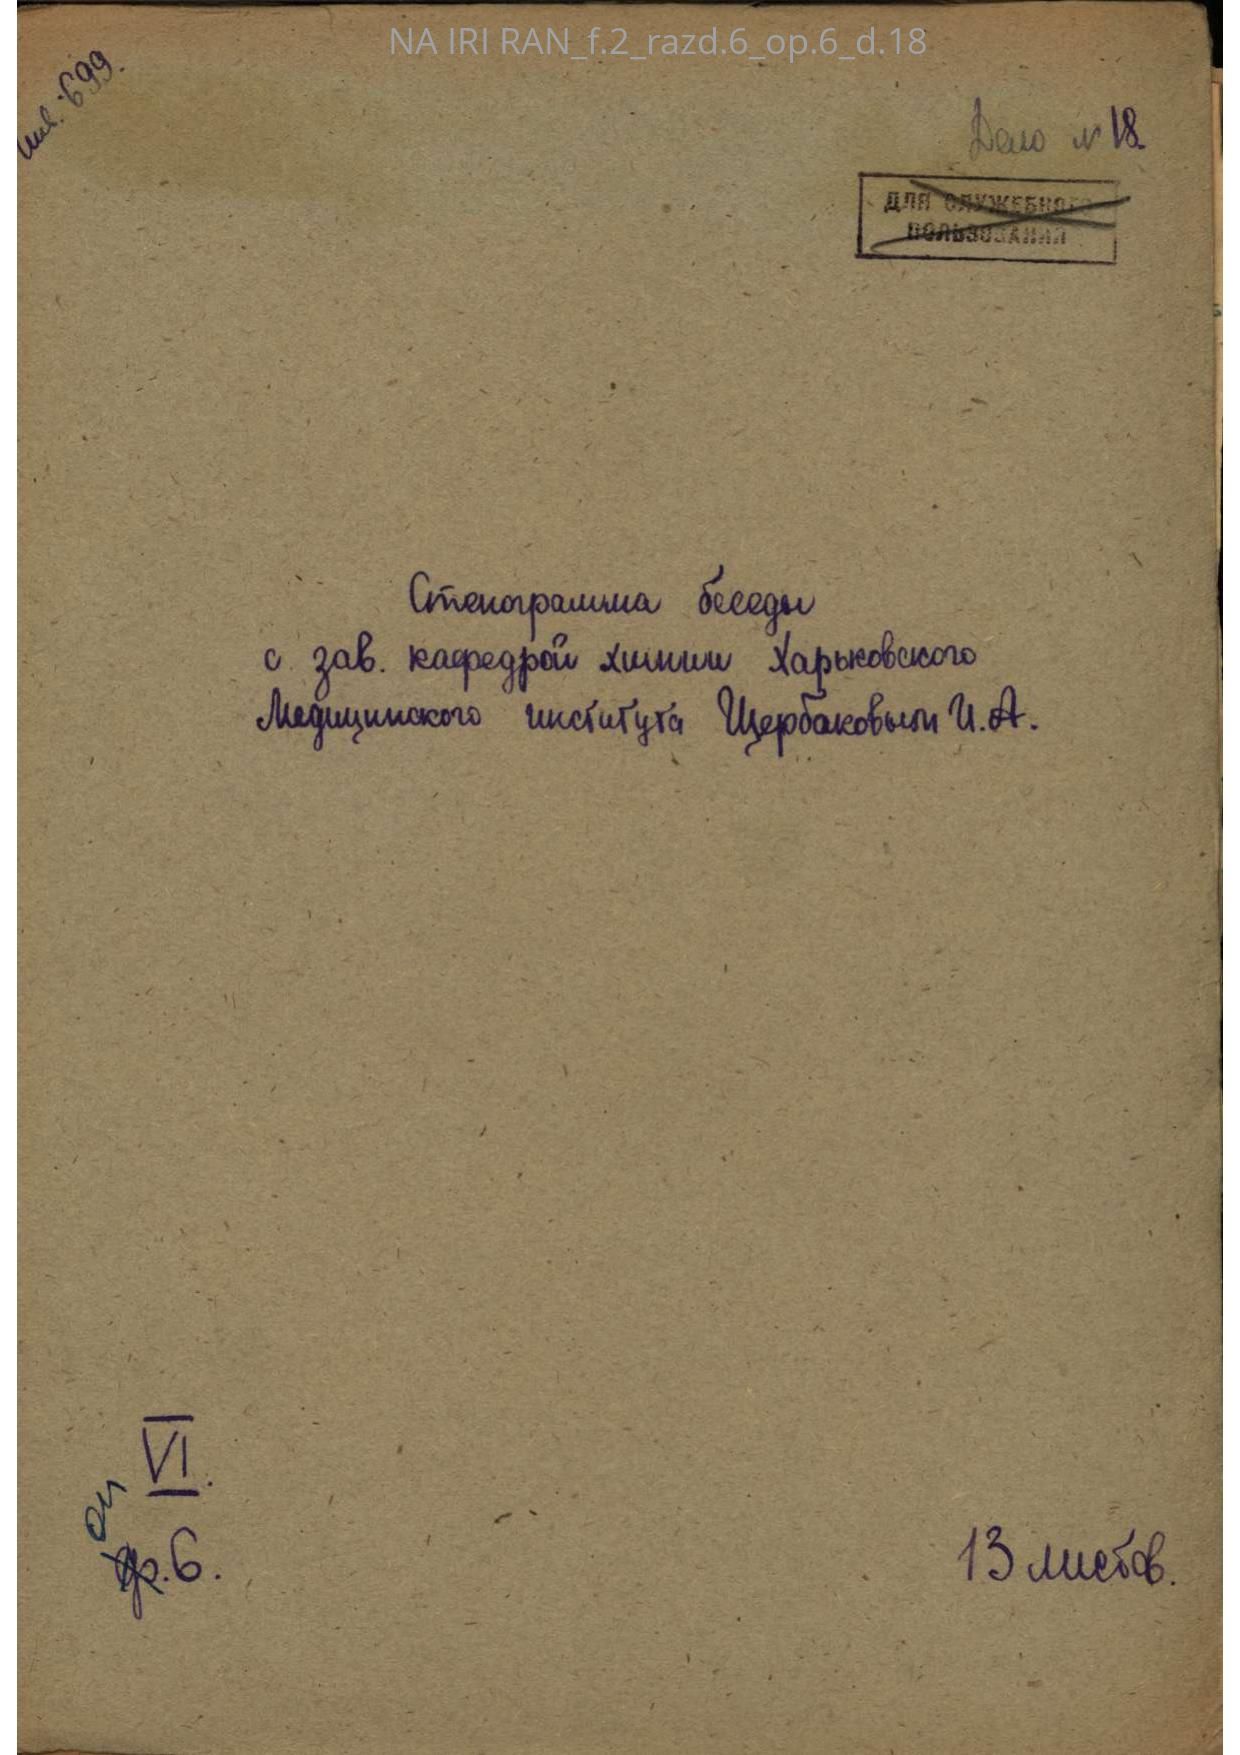 NA IRI RAN_f.2_razd.6_op.6_d.18
инв. 699.
Дело № 18.
ДЛЯ СЛУЖЕБНОГО
ПОЛЬЗОВАНИЯ
Стенограмма беседы
с зав. кафедрой химии Харьковского
Медицинского института Щербаковым И.А.
VI.
оп
ф.6.
13 листов.